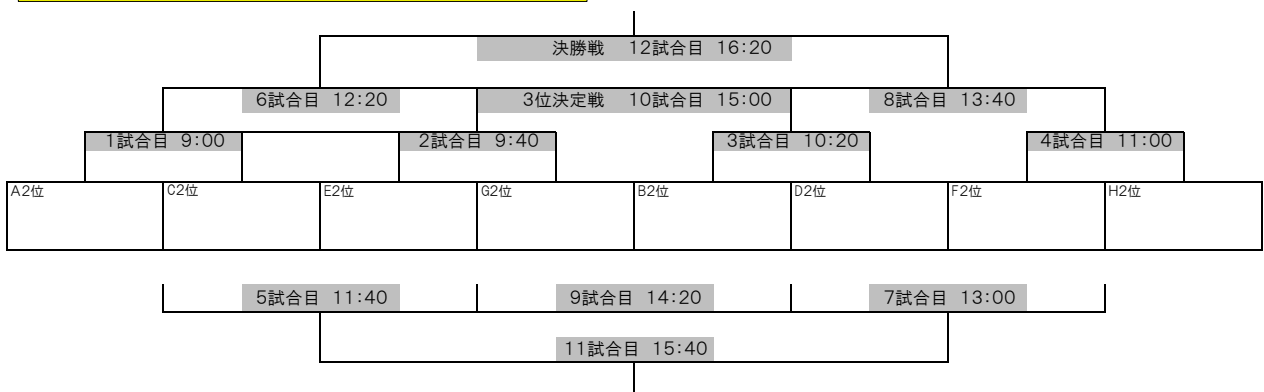 決勝戦 12試合目 16:20
6試合目 12:20
3位決定戦 10試合目 15:00
8試合目 13:40
1試合目 9:00
2試合目 9:40
3試合目 10:20
4試合目 11:00
A2位
C2位
E2位
G2位
B2位
D2位
F2位
H2位
5試合目 11:40
9試合目 14:20
7試合目 13:00
11試合目 15:40